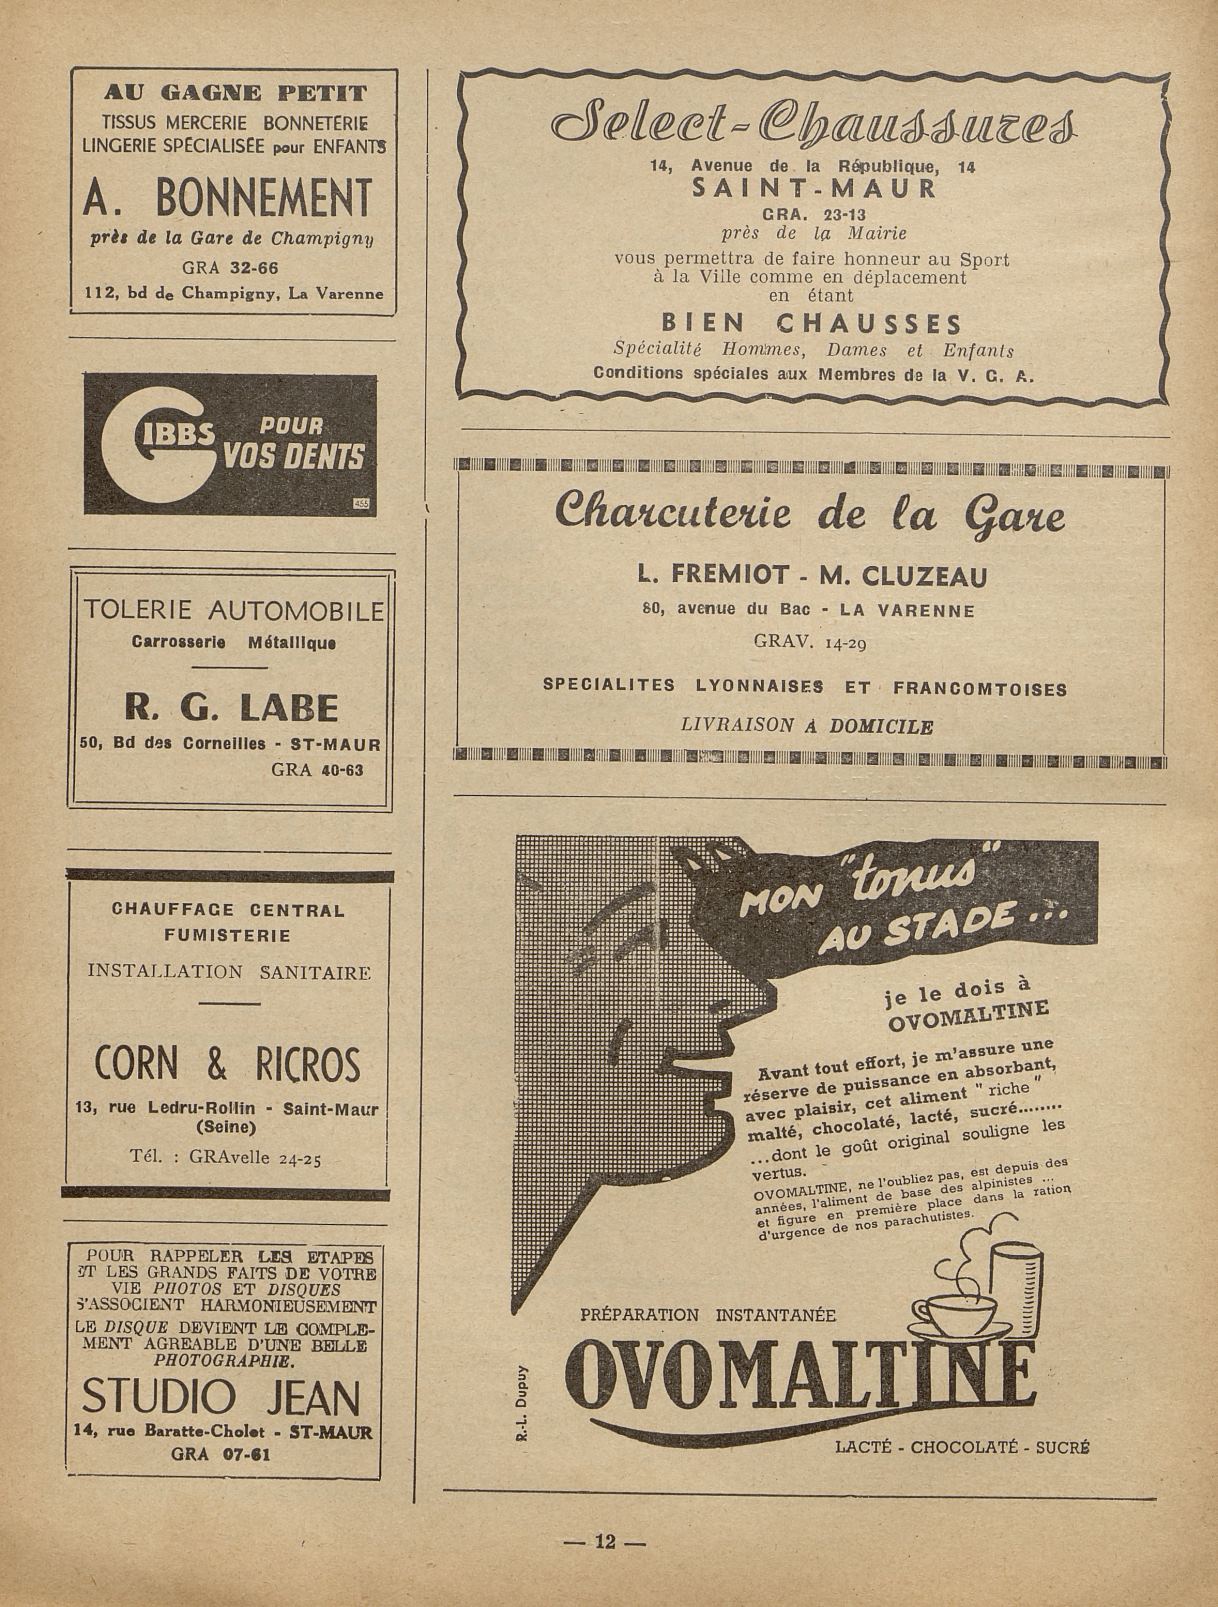 AU GAGNE PETIT
TISSUS MERCERIE BONNETERIE
LINGERIE SPÉCIALISÉE pour ENFANTS
A. BONNEMENT
près de la Gare de Champigny
GRA 32-66
112, bd de Champigny, La Varenne
GIBBS
POUR
VOS DENTS
455
TOLERIE AUTOMOBILE
Carrosserie Métallique
R. G. LABE
50, Bd des Corneilles - ST-MAUR
GRA 40-63
CHAUFFAGE CENTRAL
FUMISTERIE
INSTALLATION SANITAIRE
CORN & RICROS
13, rue Ledru-Rollin - Saint-Maur
(Seine)
Tél. : GRAvelle 24-25
POUR RAPPELER LES ETAPES
ET LES GRANDS FAITS DE VOTRE
VIE PHOTOS ET DISQUES
S'ASSOCIENT HARMONIEUSEMENT
LE DISQUE DEVIENT LE COMPLE-
MENT AGREABLE D'UNE BELLE
PHOTOGRAPHIE.
STUDIO JEAN
14, rue Baratte-Cholet - ST-MAUR
GRA 07-61
Select-Chaussures
14, Avenue de la République, 14
SAINT-MAUR
GRA. 23-13
près de la Mairie
vous permettra de faire honneur au Sport
à la Ville comme en déplacement
en étant
BIEN CHAUSSES
Spécialité Hommes, Dames et Enfants
Conditions spéciales aux Membres de la V. G. A.
Charcuterie de la Gare
L. FREMIOT - M. CLUZEAU
80, avenue du Bac - LA VARENNE
GRAV. 14-29
SPECIALITES LYONNAISES ET FRANCOMTOISES
LIVRAISON A DOMICILE
MON "tonus"
AU STADE...
je le dois à
OVOMALTINE
Avant tout effort, je m'assure une
réserve de puissance en absorbant,
avec plaisir, cet aliment " riche "
malté, chocolaté, lacté, sucré........
...dont le goût original souligne les
vertus.
OVOMALTINE, ne l'oubliez pas, est depuis des
années, l'aliment de base des alpinistes ...
et figure en première place dans la ration
d'urgence de nos parachutistes.
PRÉPARATION INSTANTANÉE
OVOMALTINE
R.-L. Dupuy
LACTÉ - CHOCOLATÉ - SUCRÉ
— 12 —